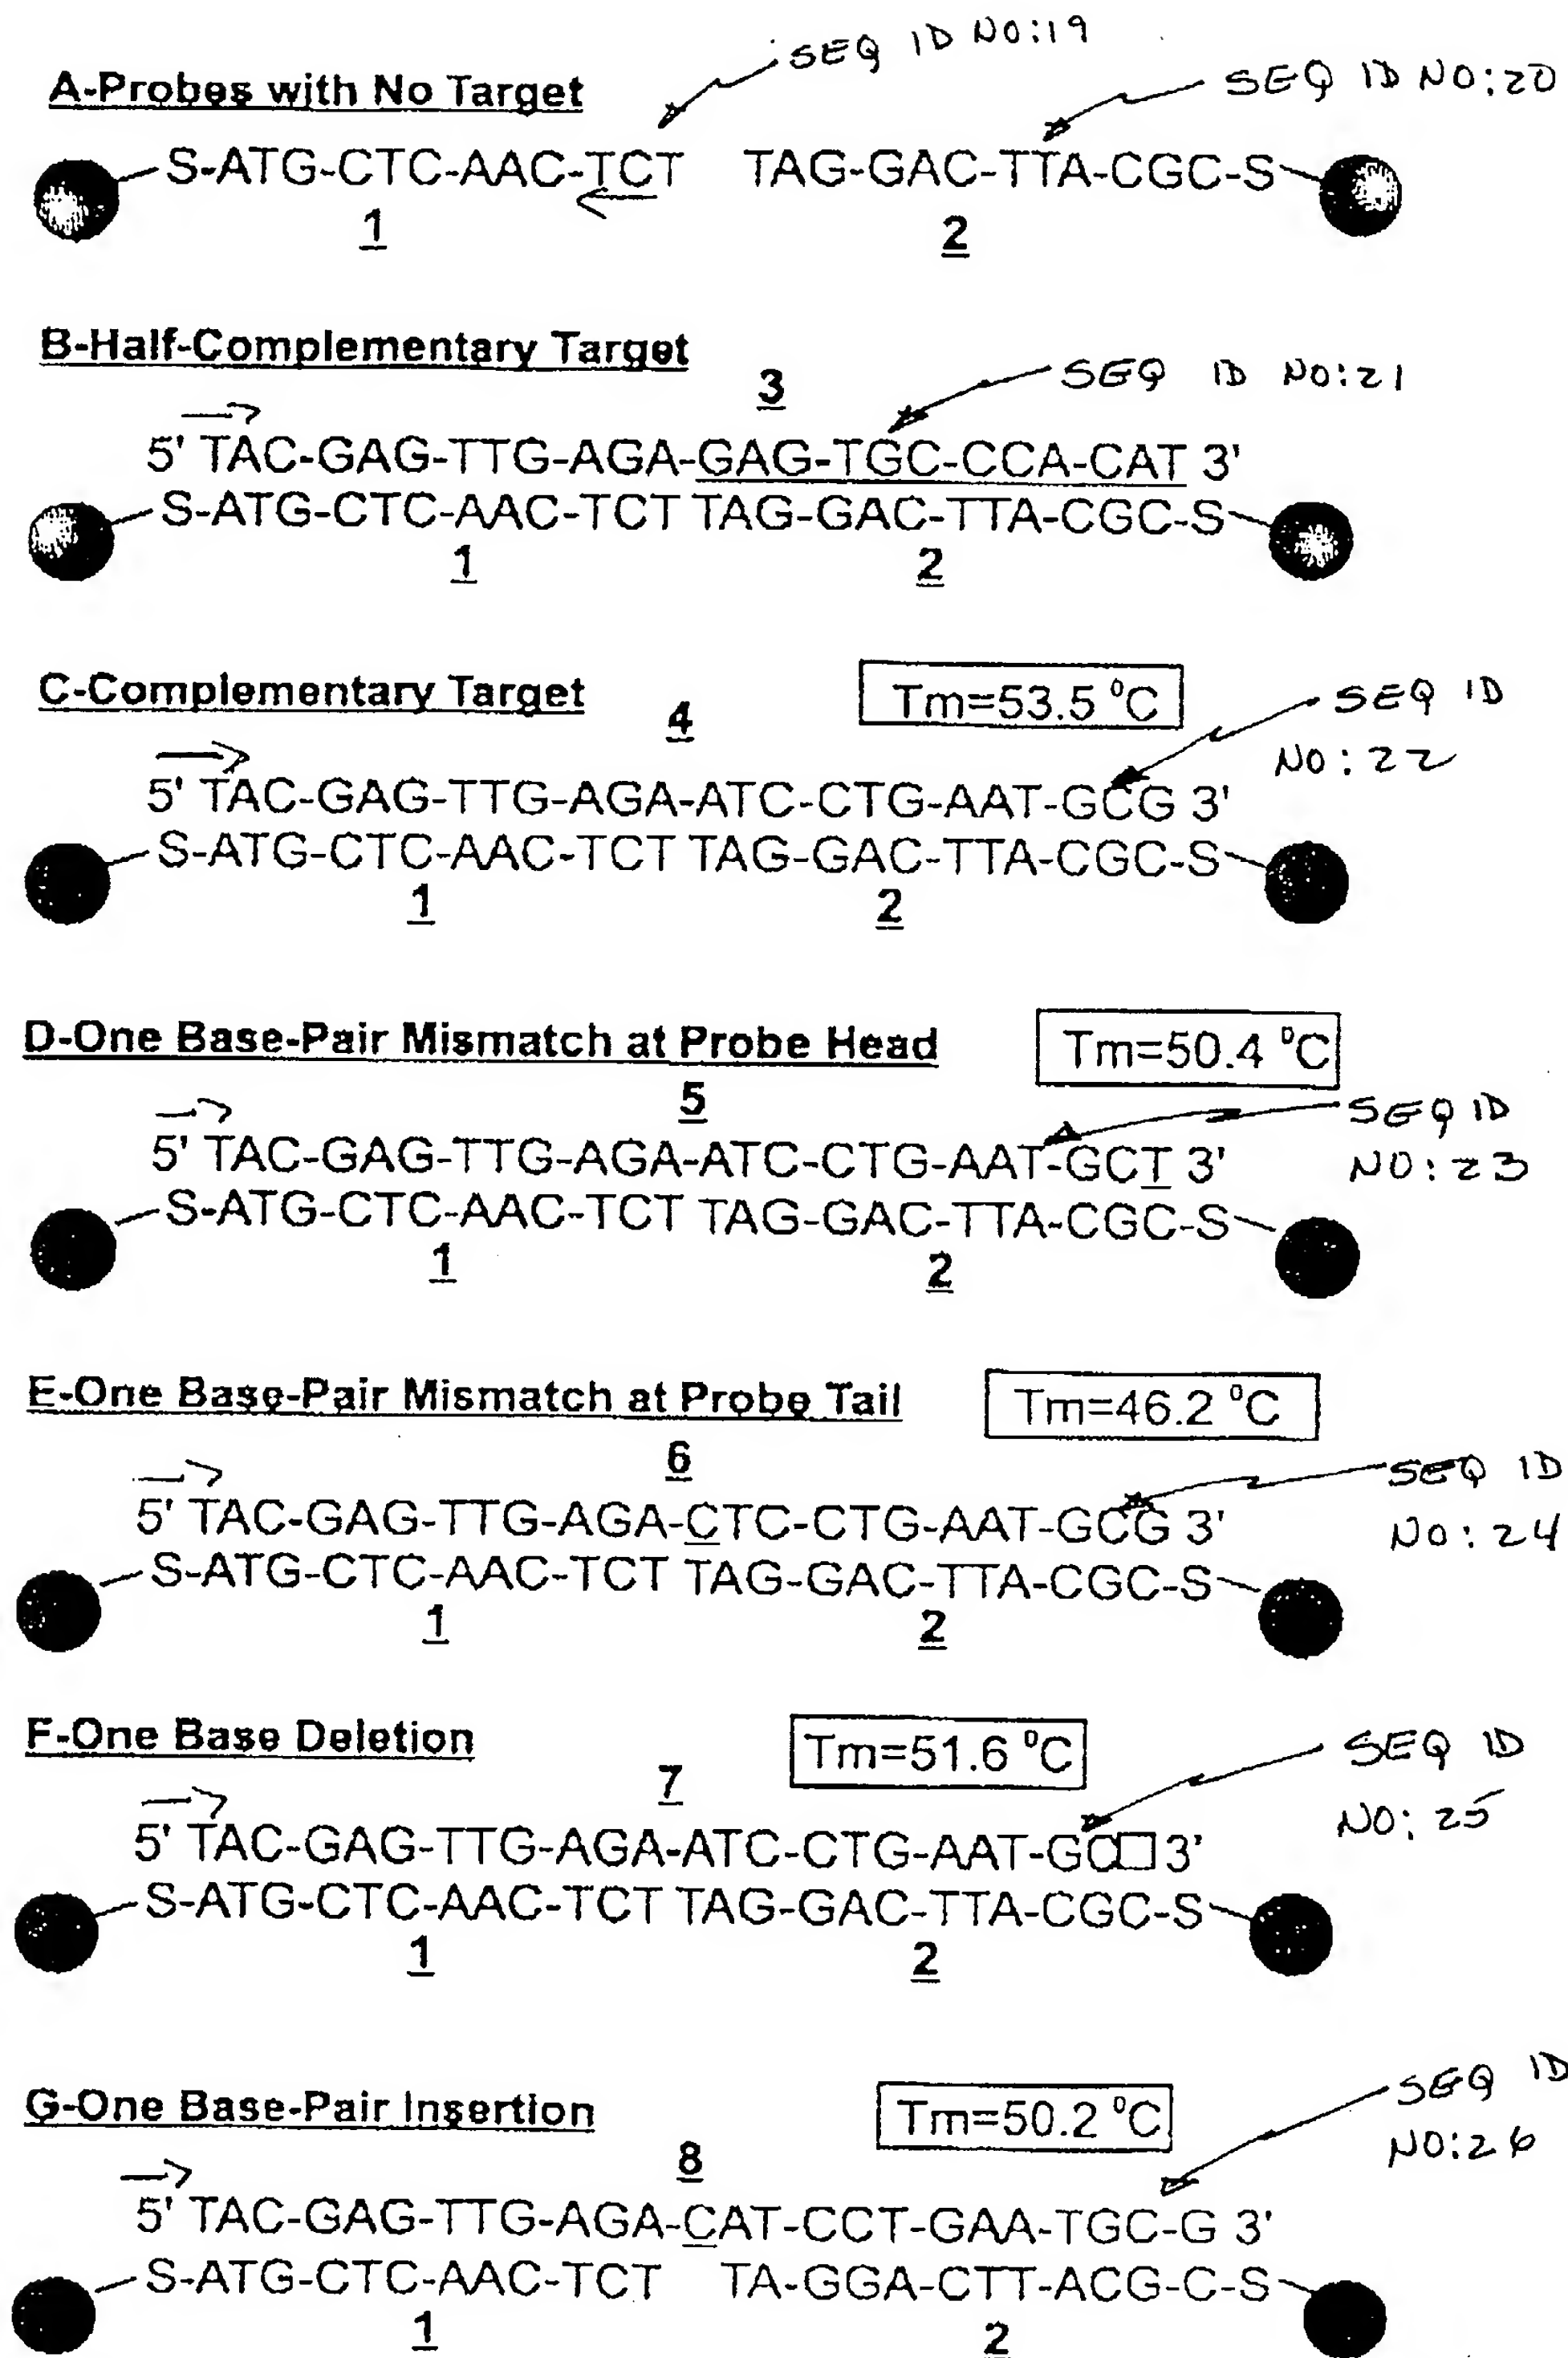 SEQ ID NO:19
A-Probes with No Target
SEQ ID NO:20
S-ATG-CTC-AAC-TCT TAG-GAC-TTA-CGC-S
1 2
B-Half-Complementary Target
3
SEQ ID NO:21
5' TAC-GAG-TTG-AGA-GAG-TGC-CCA-CAT 3'
S-ATG-CTC-AAC-TCT TAG-GAC-TTA-CGC-S
1 2
C-Complementary Target
4
Tm=53.5 °C
SEQ ID
NO:22
5' TAC-GAG-TTG-AGA-ATC-CTG-AAT-GCG 3'
S-ATG-CTC-AAC-TCT TAG-GAC-TTA-CGC-S
1 2
D-One Base-Pair Mismatch at Probe Head
Tm=50.4 °C
5
SEQ ID
NO:23
5' TAC-GAG-TTG-AGA-ATC-CTG-AAT-GCT 3'
S-ATG-CTC-AAC-TCT TAG-GAC-TTA-CGC-S
1 2
E-One Base-Pair Mismatch at Probe Tail
Tm=46.2 °C
6
SEQ ID
NO:24
5' TAC-GAG-TTG-AGA-CTC-CTG-AAT-GCG 3'
S-ATG-CTC-AAC-TCT TAG-GAC-TTA-CGC-S
1 2
F-One Base Deletion
Tm=51.6 °C
7
SEQ ID
NO:25
5' TAC-GAG-TTG-AGA-ATC-CTG-AAT-GC□ 3'
S-ATG-CTC-AAC-TCT TAG-GAC-TTA-CGC-S
1 2
G-One Base-Pair Insertion
Tm=50.2 °C
8
SEQ ID
NO:26
5' TAC-GAG-TTG-AGA-CAT-CCT-GAA-TGC-G 3'
S-ATG-CTC-AAC-TCT TA-GGA-CTT-ACG-C-S
1 2